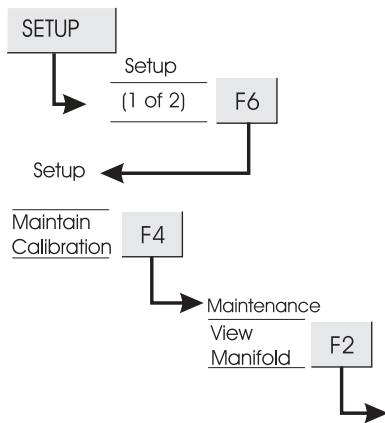 SETUP
Setup
(1 of 2)
F6
Setup
Maintain
Calibration
F4
Maintenance
View
Manifold
F2